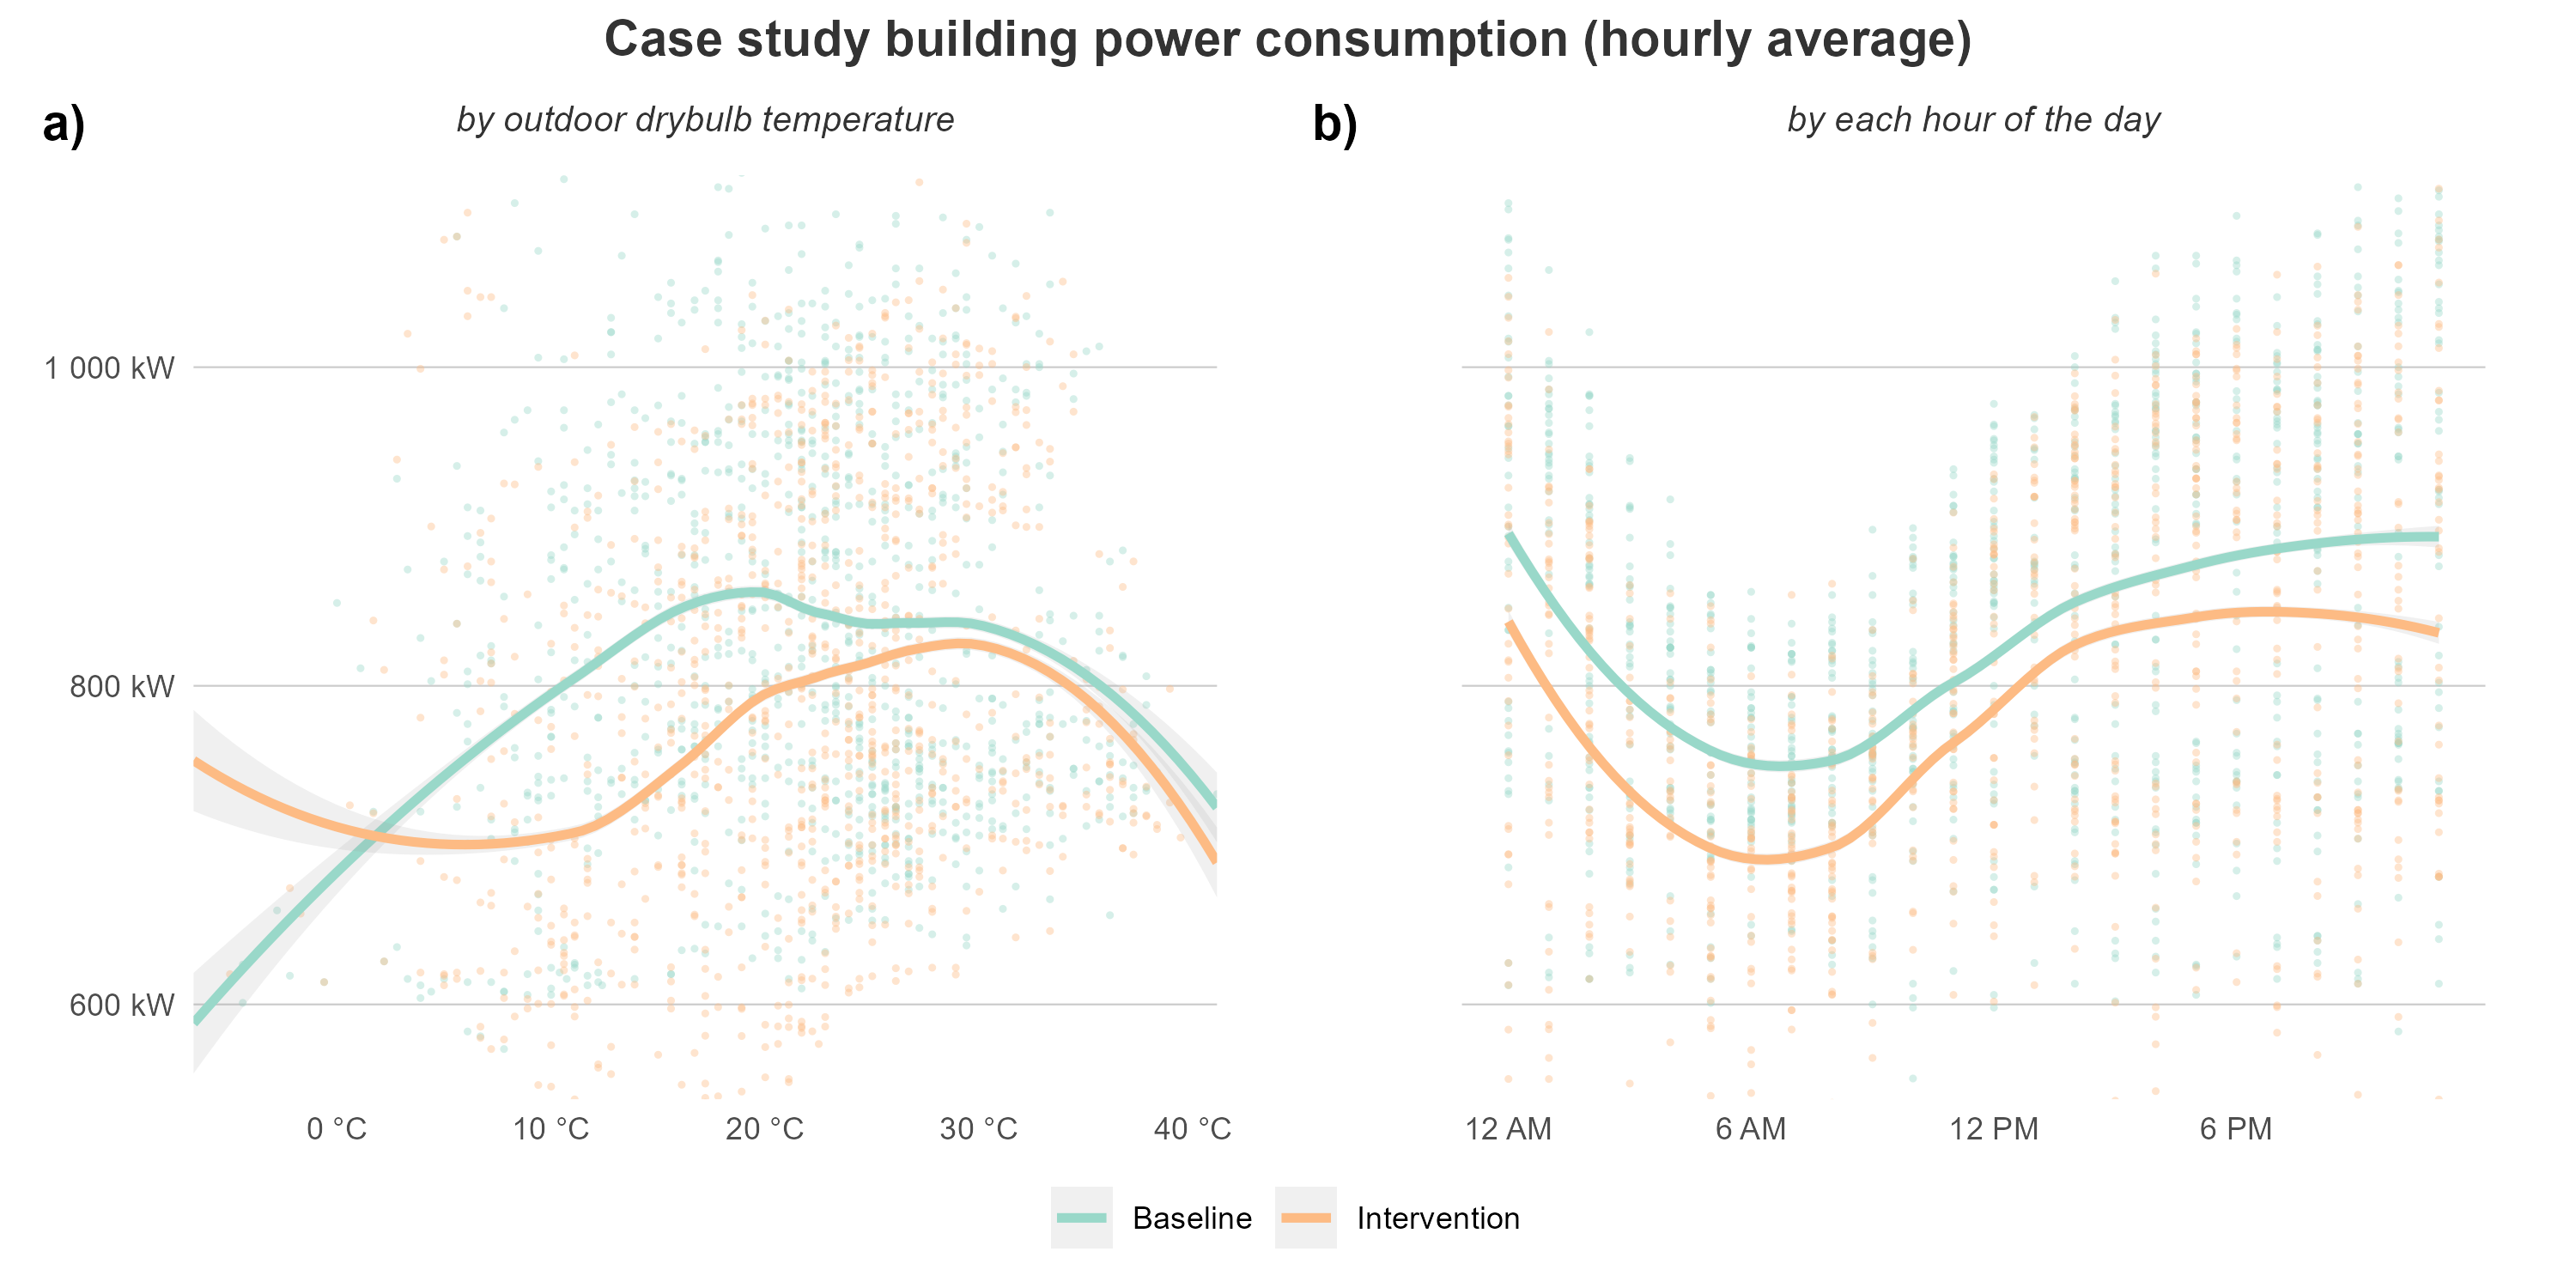 Case study building power consumption (hourly average)
a)
by outdoor drybulb temperature
b)
by each hour of the day
1 000 kW
800 kW
600 kW
0 °C
10 °C
20 °C
30 °C
40 °C
12 AM
6 AM
12 PM
6 PM
Baseline
Intervention